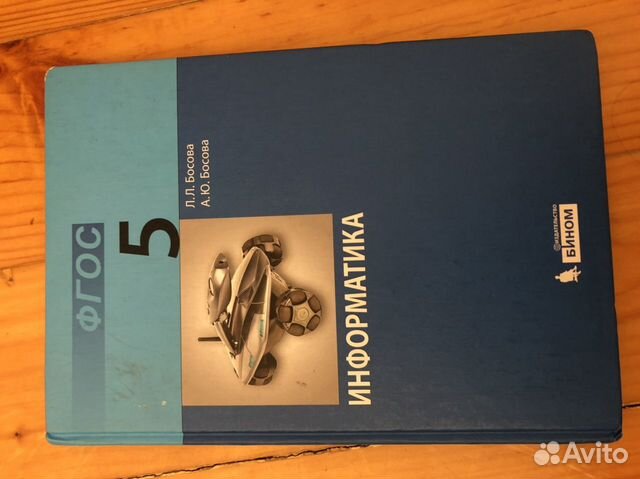 ФГОС
5
Л.Л. Босова
А.Ю. Босова
ИНФОРМАТИКА
ИЗДАТЕЛЬСТВО
БИНОМ
Avito